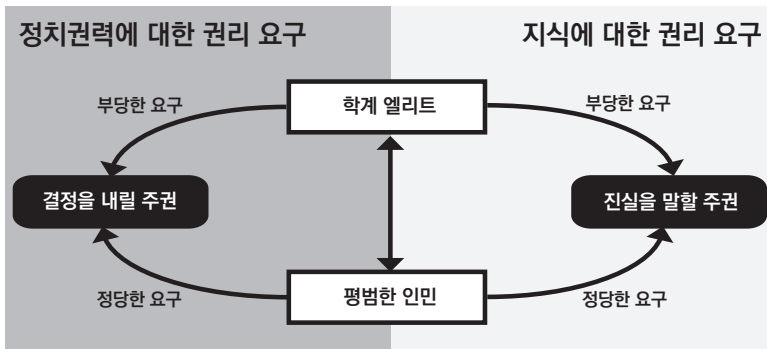 정치권력에 대한 권리 요구
지식에 대한 권리 요구
부당한 요구
학계 엘리트
부당한 요구
결정을 내릴 주권
진실을 말할 주권
정당한 요구
평범한 인민
정당한 요구